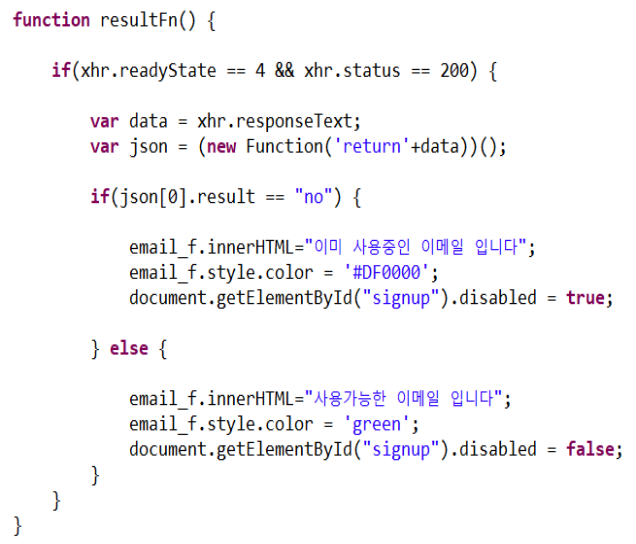 function resultFn() {
if(xhr.readyState == 4 && xhr.status == 200) {
var data = xhr.responseText;
var json = (new Function('return'+data))();
if(json[0].result == "no") {
email_f.innerHTML="이미 사용중인 이메일 입니다";
email_f.style.color = '#DF0000';
document.getElementById("signup").disabled = true;
} else {
email_f.innerHTML="사용가능한 이메일 입니다";
email_f.style.color = 'green';
document.getElementById("signup").disabled = false;
}
}
}